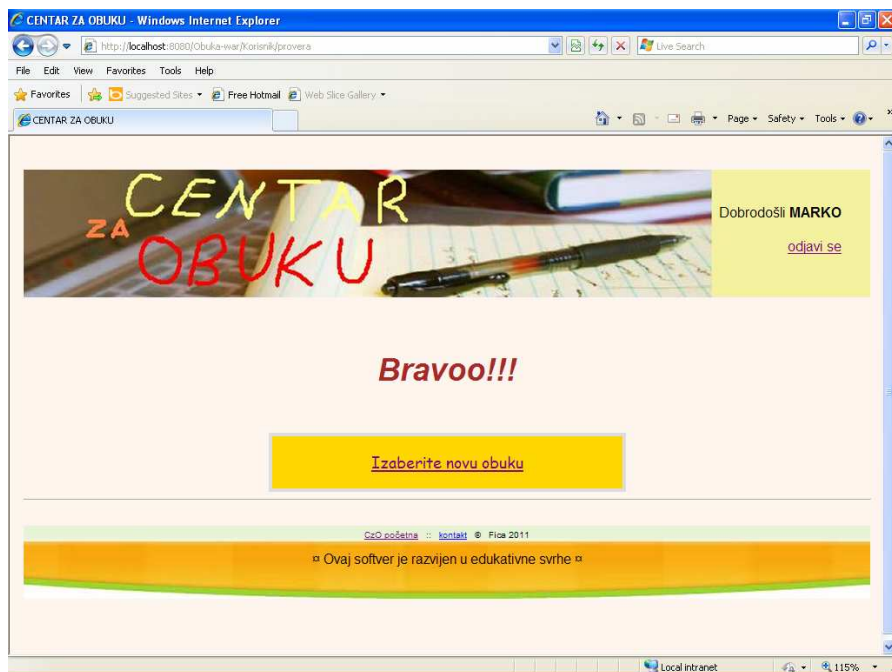 CENTAR ZA OBUKU - Windows Internet Explorer
http://localhost:8080/Obuka-war/Korisnik/provera
Live Search
File Edit View Favorites Tools Help
Favorites Suggested Sites Free Hotmail Web Slice Gallery
CENTAR ZA OBUKU
Page Safety Tools
CENTAR
ZA
OBUKU
Dobrodošli MARKO
odjavi se
Bravoo!!!
Izaberite novu obuku
CzO početna :: kontakt © Fica 2011
¤ Ovaj softver je razvijen u edukativne svrhe ¤
Local intranet 115%